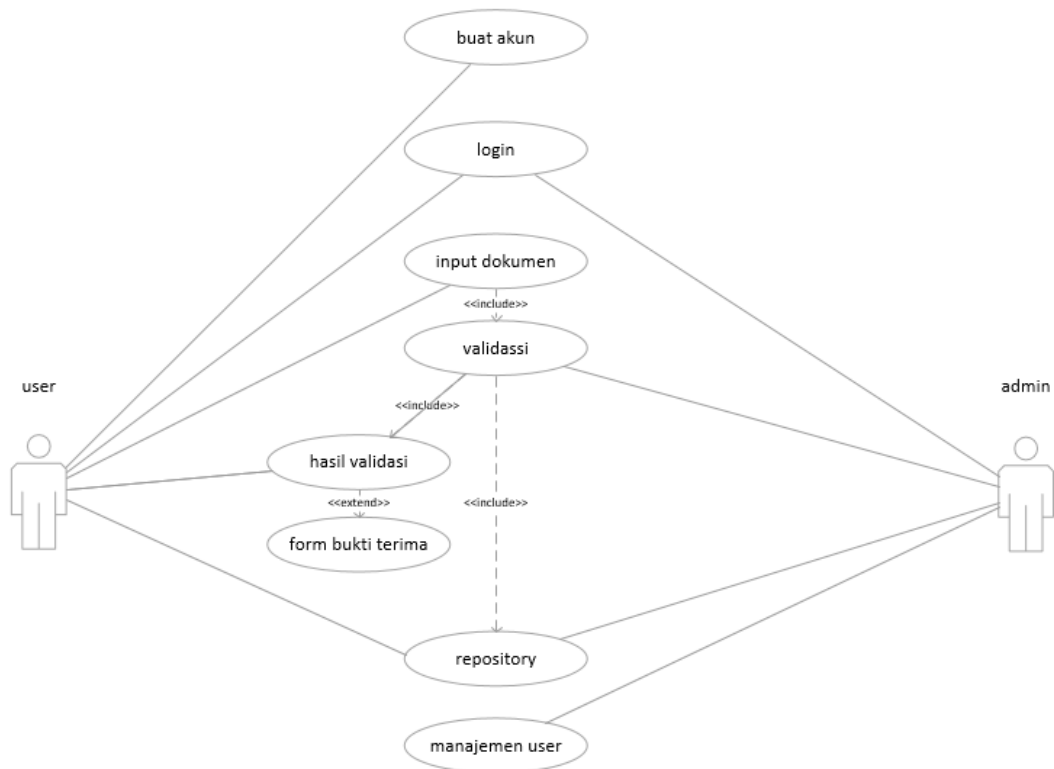 buat akun
login
input dokumen
<<include>>
validassi
user
admin
<<include>>
hasil validasi
<<extend>>
<<include>>
form bukti terima
repository
manajemen user